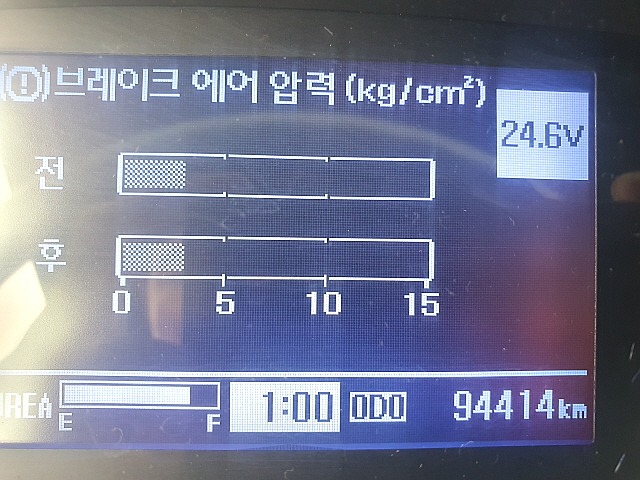 (!) 브레이크 에어 압력 (kg/cm²)
24.6V
전
후
0 5 10 15
UREA E F 1:00 ODO 94414km